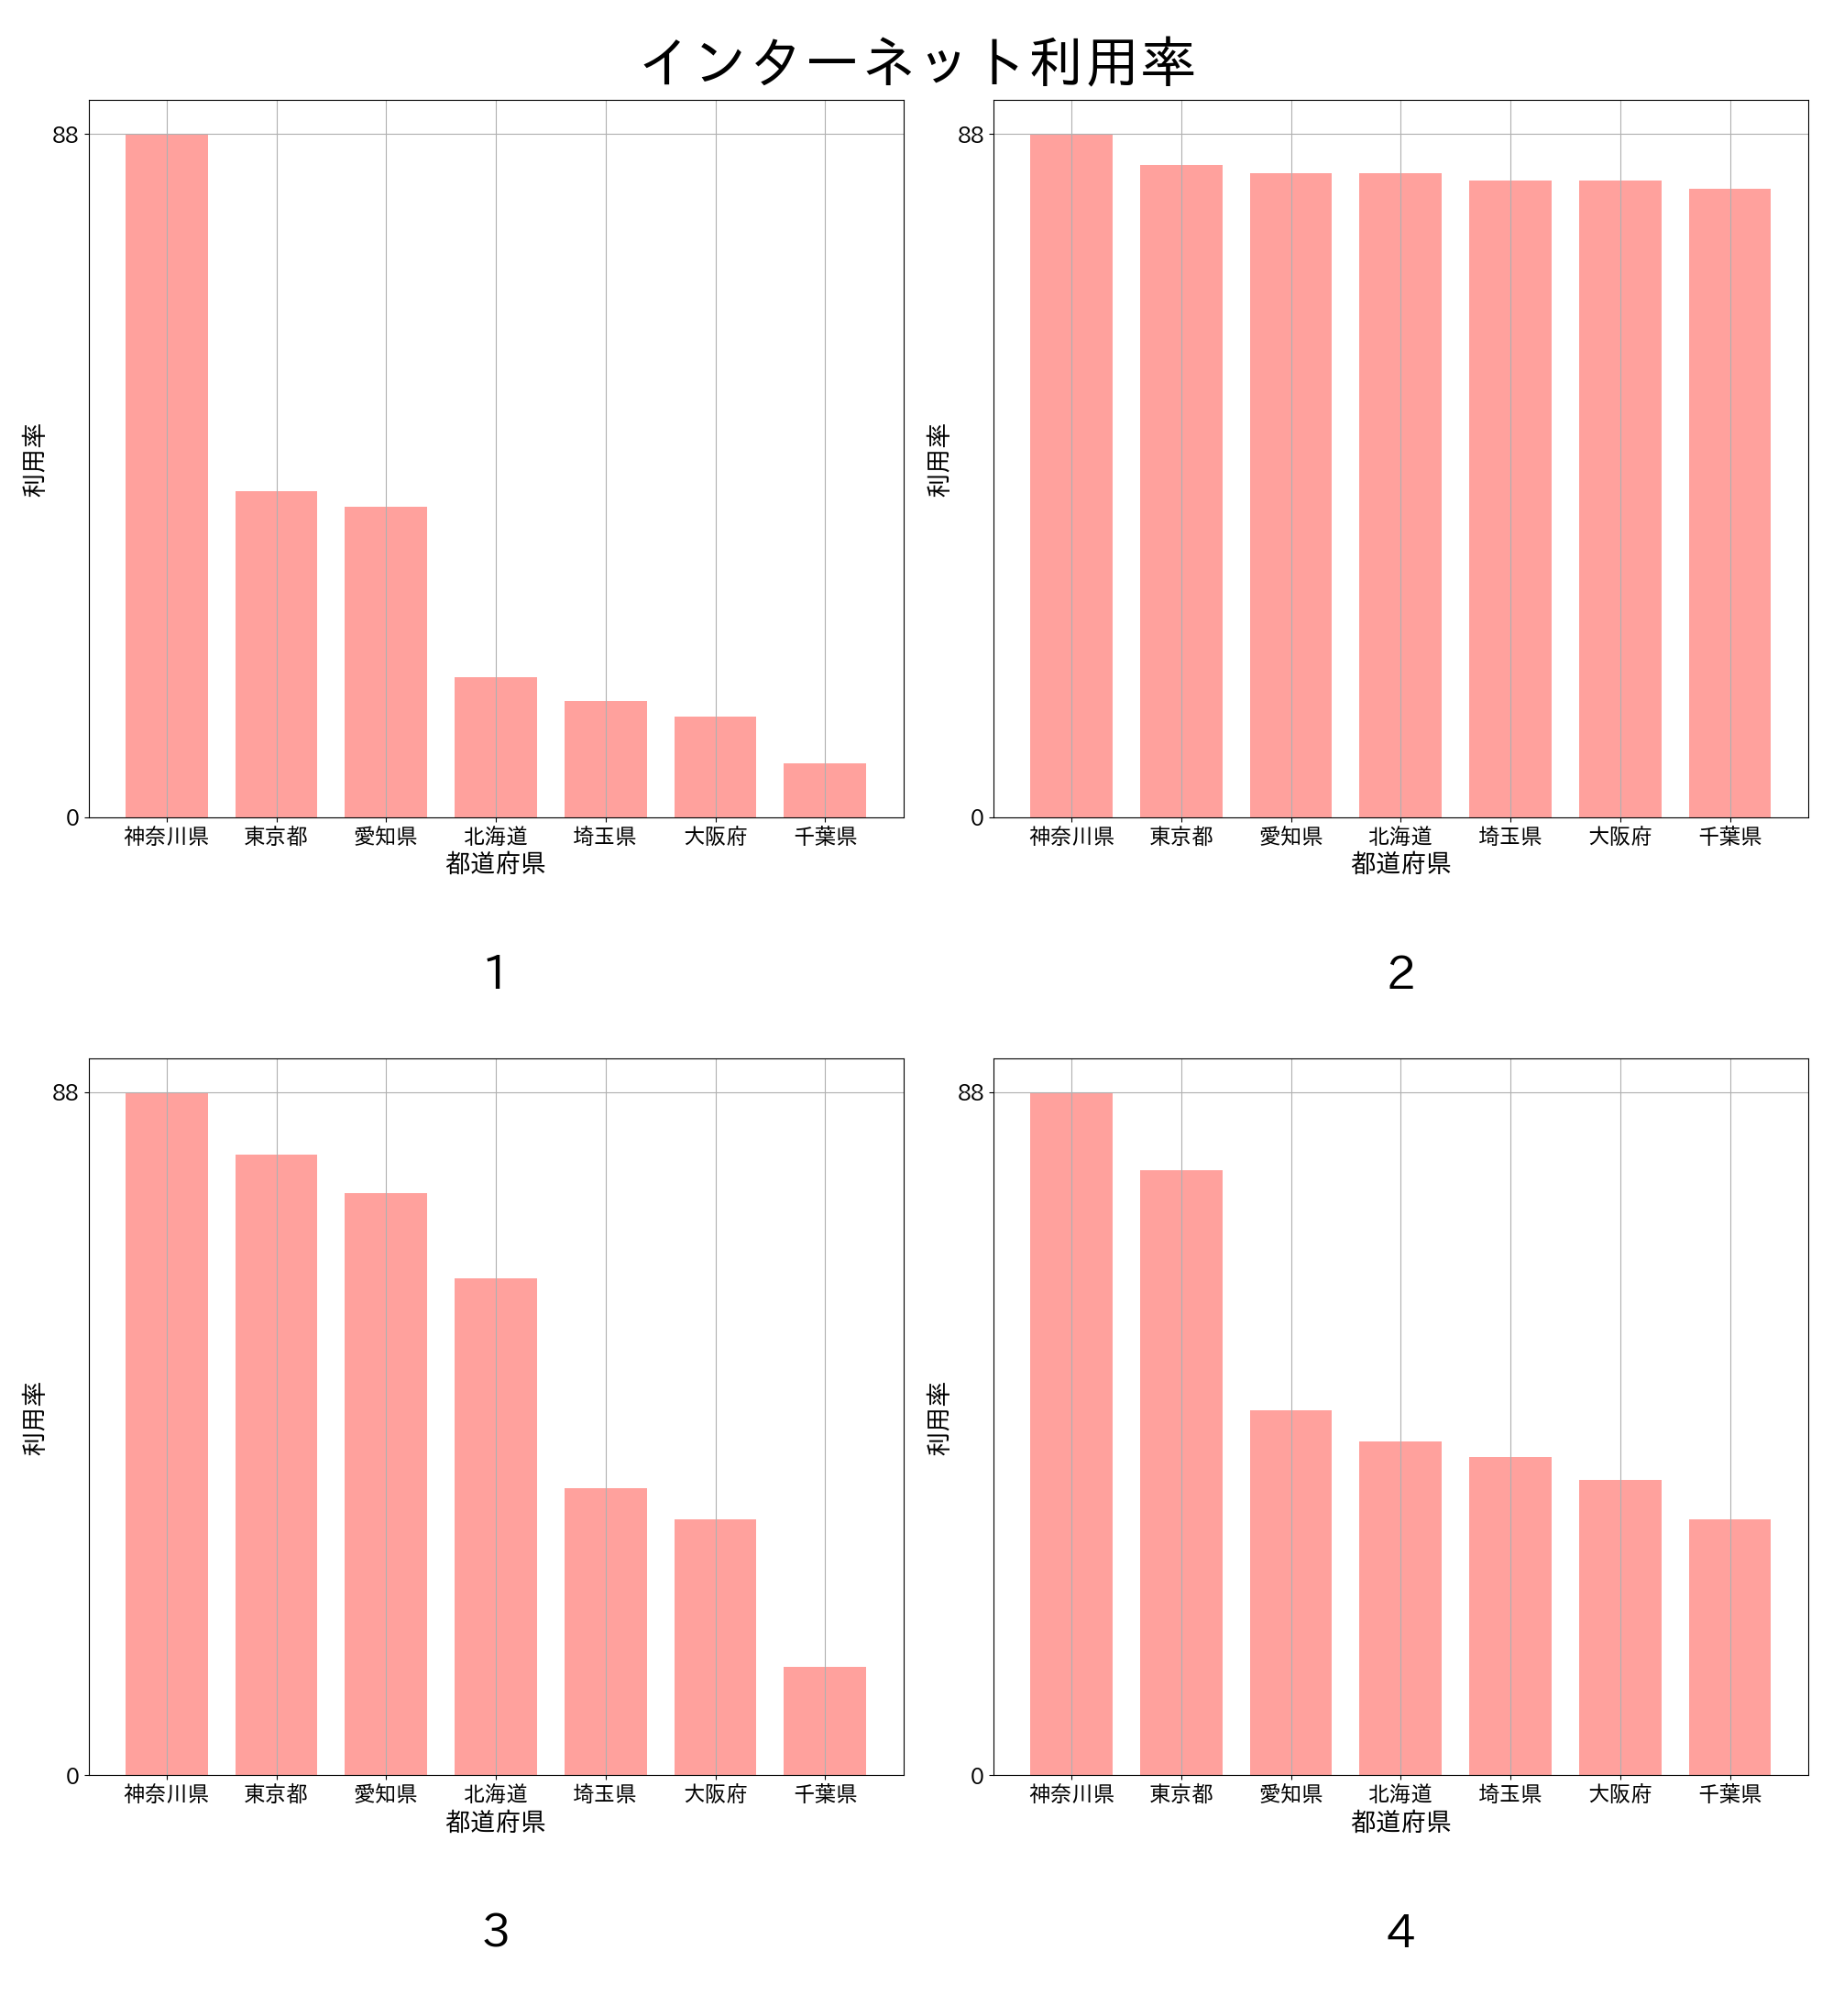 インターネット利用率
88
0
利用率
神奈川県 東京都 愛知県 北海道 埼玉県 大阪府 千葉県
都道府県
1
88
0
利用率
神奈川県 東京都 愛知県 北海道 埼玉県 大阪府 千葉県
都道府県
2
88
0
利用率
神奈川県 東京都 愛知県 北海道 埼玉県 大阪府 千葉県
都道府県
3
88
0
利用率
神奈川県 東京都 愛知県 北海道 埼玉県 大阪府 千葉県
都道府県
4